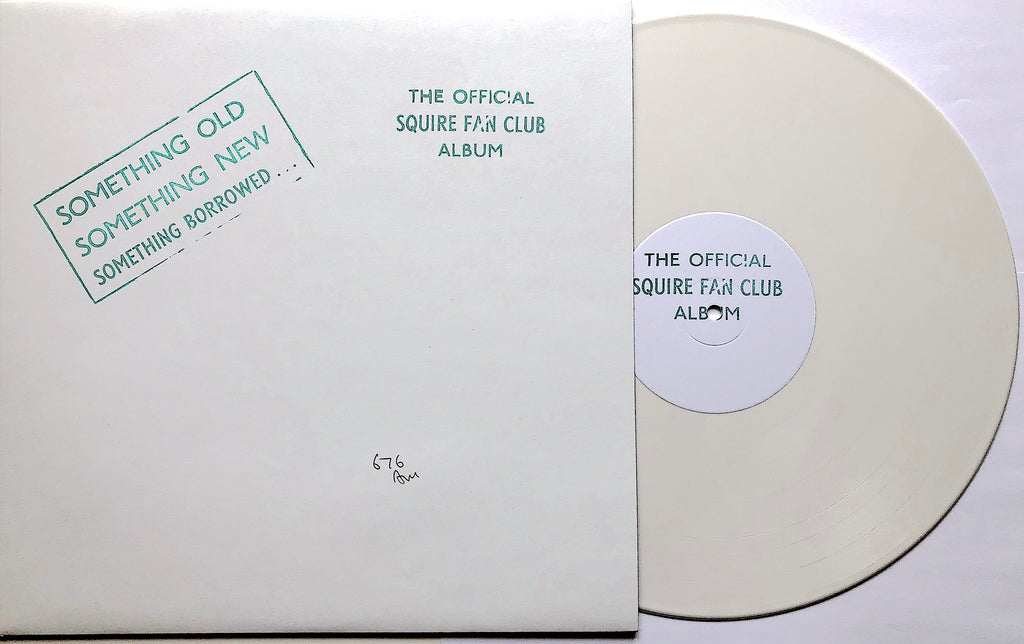 SOMETHING OLD
SOMETHING NEW
SOMETHING BORROWED...
THE OFFICIAL
SQUIRE FAN CLUB
ALBUM
676
THE OFFICIAL
SQUIRE FAN CLUB
ALBUM